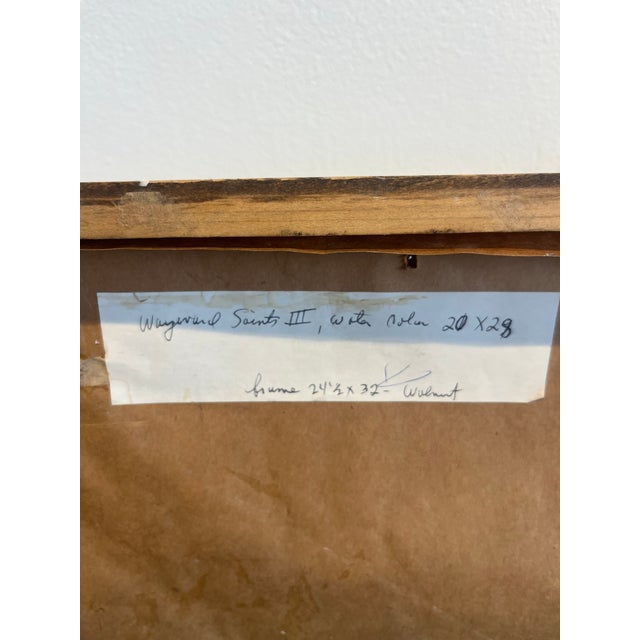 Wayward Saints III, water color 20 X 28
frame 24½ x 32 - Walnut